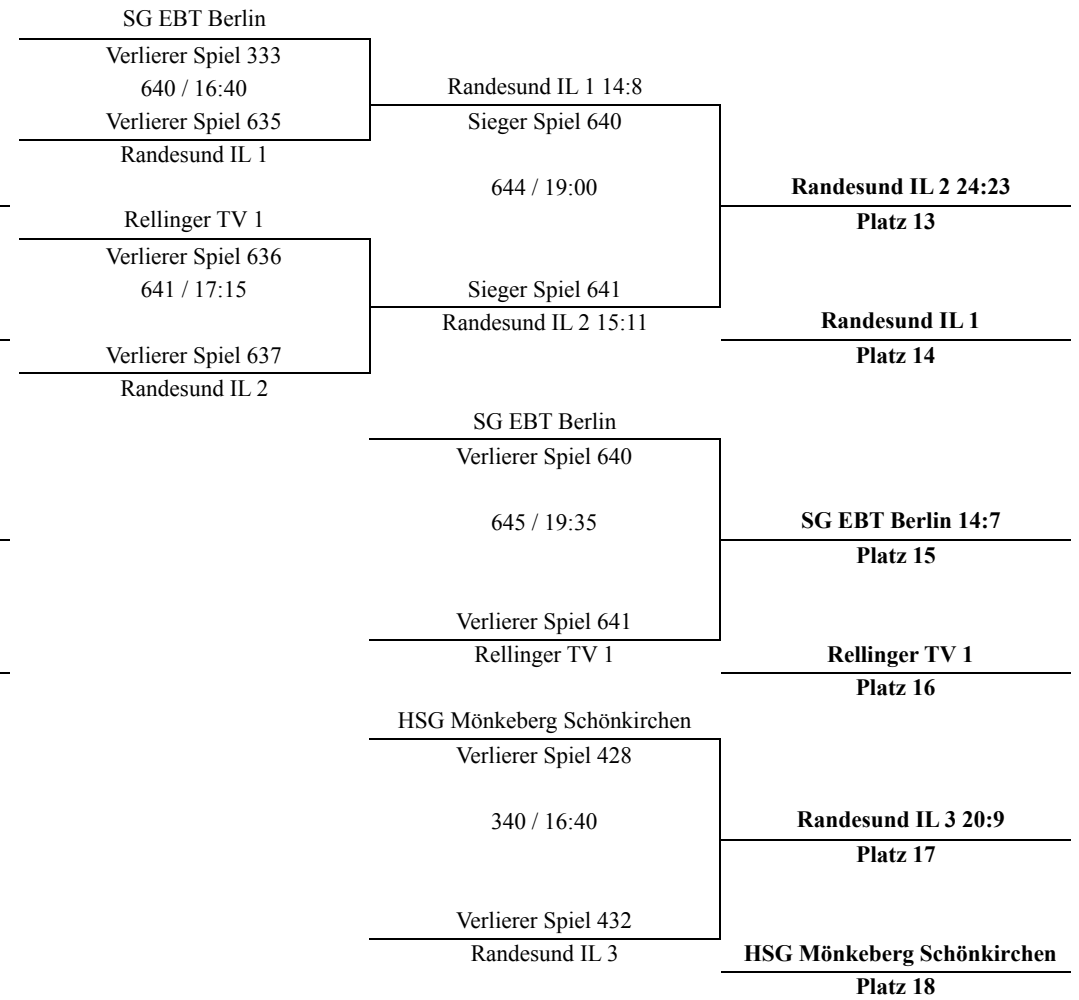 SG EBT Berlin
Verlierer Spiel 333
640 / 16:40
Verlierer Spiel 635
Randesund IL 1
Rellinger TV 1
Verlierer Spiel 636
641 / 17:15
Verlierer Spiel 637
Randesund IL 2
Randesund IL 1 14:8
Sieger Spiel 640
644 / 19:00
Sieger Spiel 641
Randesund IL 2 15:11
Randesund IL 2 24:23
Platz 13
Randesund IL 1
Platz 14
SG EBT Berlin
Verlierer Spiel 640
645 / 19:35
Verlierer Spiel 641
Rellinger TV 1
SG EBT Berlin 14:7
Platz 15
Rellinger TV 1
Platz 16
HSG Mönkeberg Schönkirchen
Verlierer Spiel 428
340 / 16:40
Verlierer Spiel 432
Randesund IL 3
Randesund IL 3 20:9
Platz 17
HSG Mönkeberg Schönkirchen
Platz 18